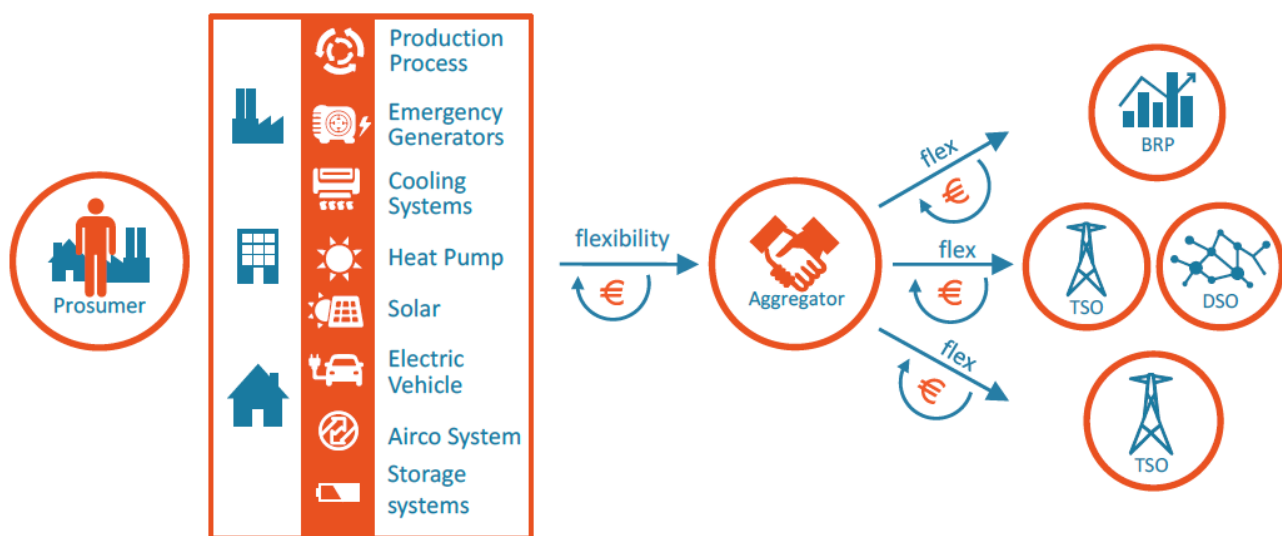 Prosumer
Production
Process
Emergency
Generators
Cooling
Systems
Heat Pump
Solar
Electric
Vehicle
Airco System
Storage
systems
flexibility
€
Aggregator
flex
€
BRP
flex
€
TSO
DSO
flex
€
TSO